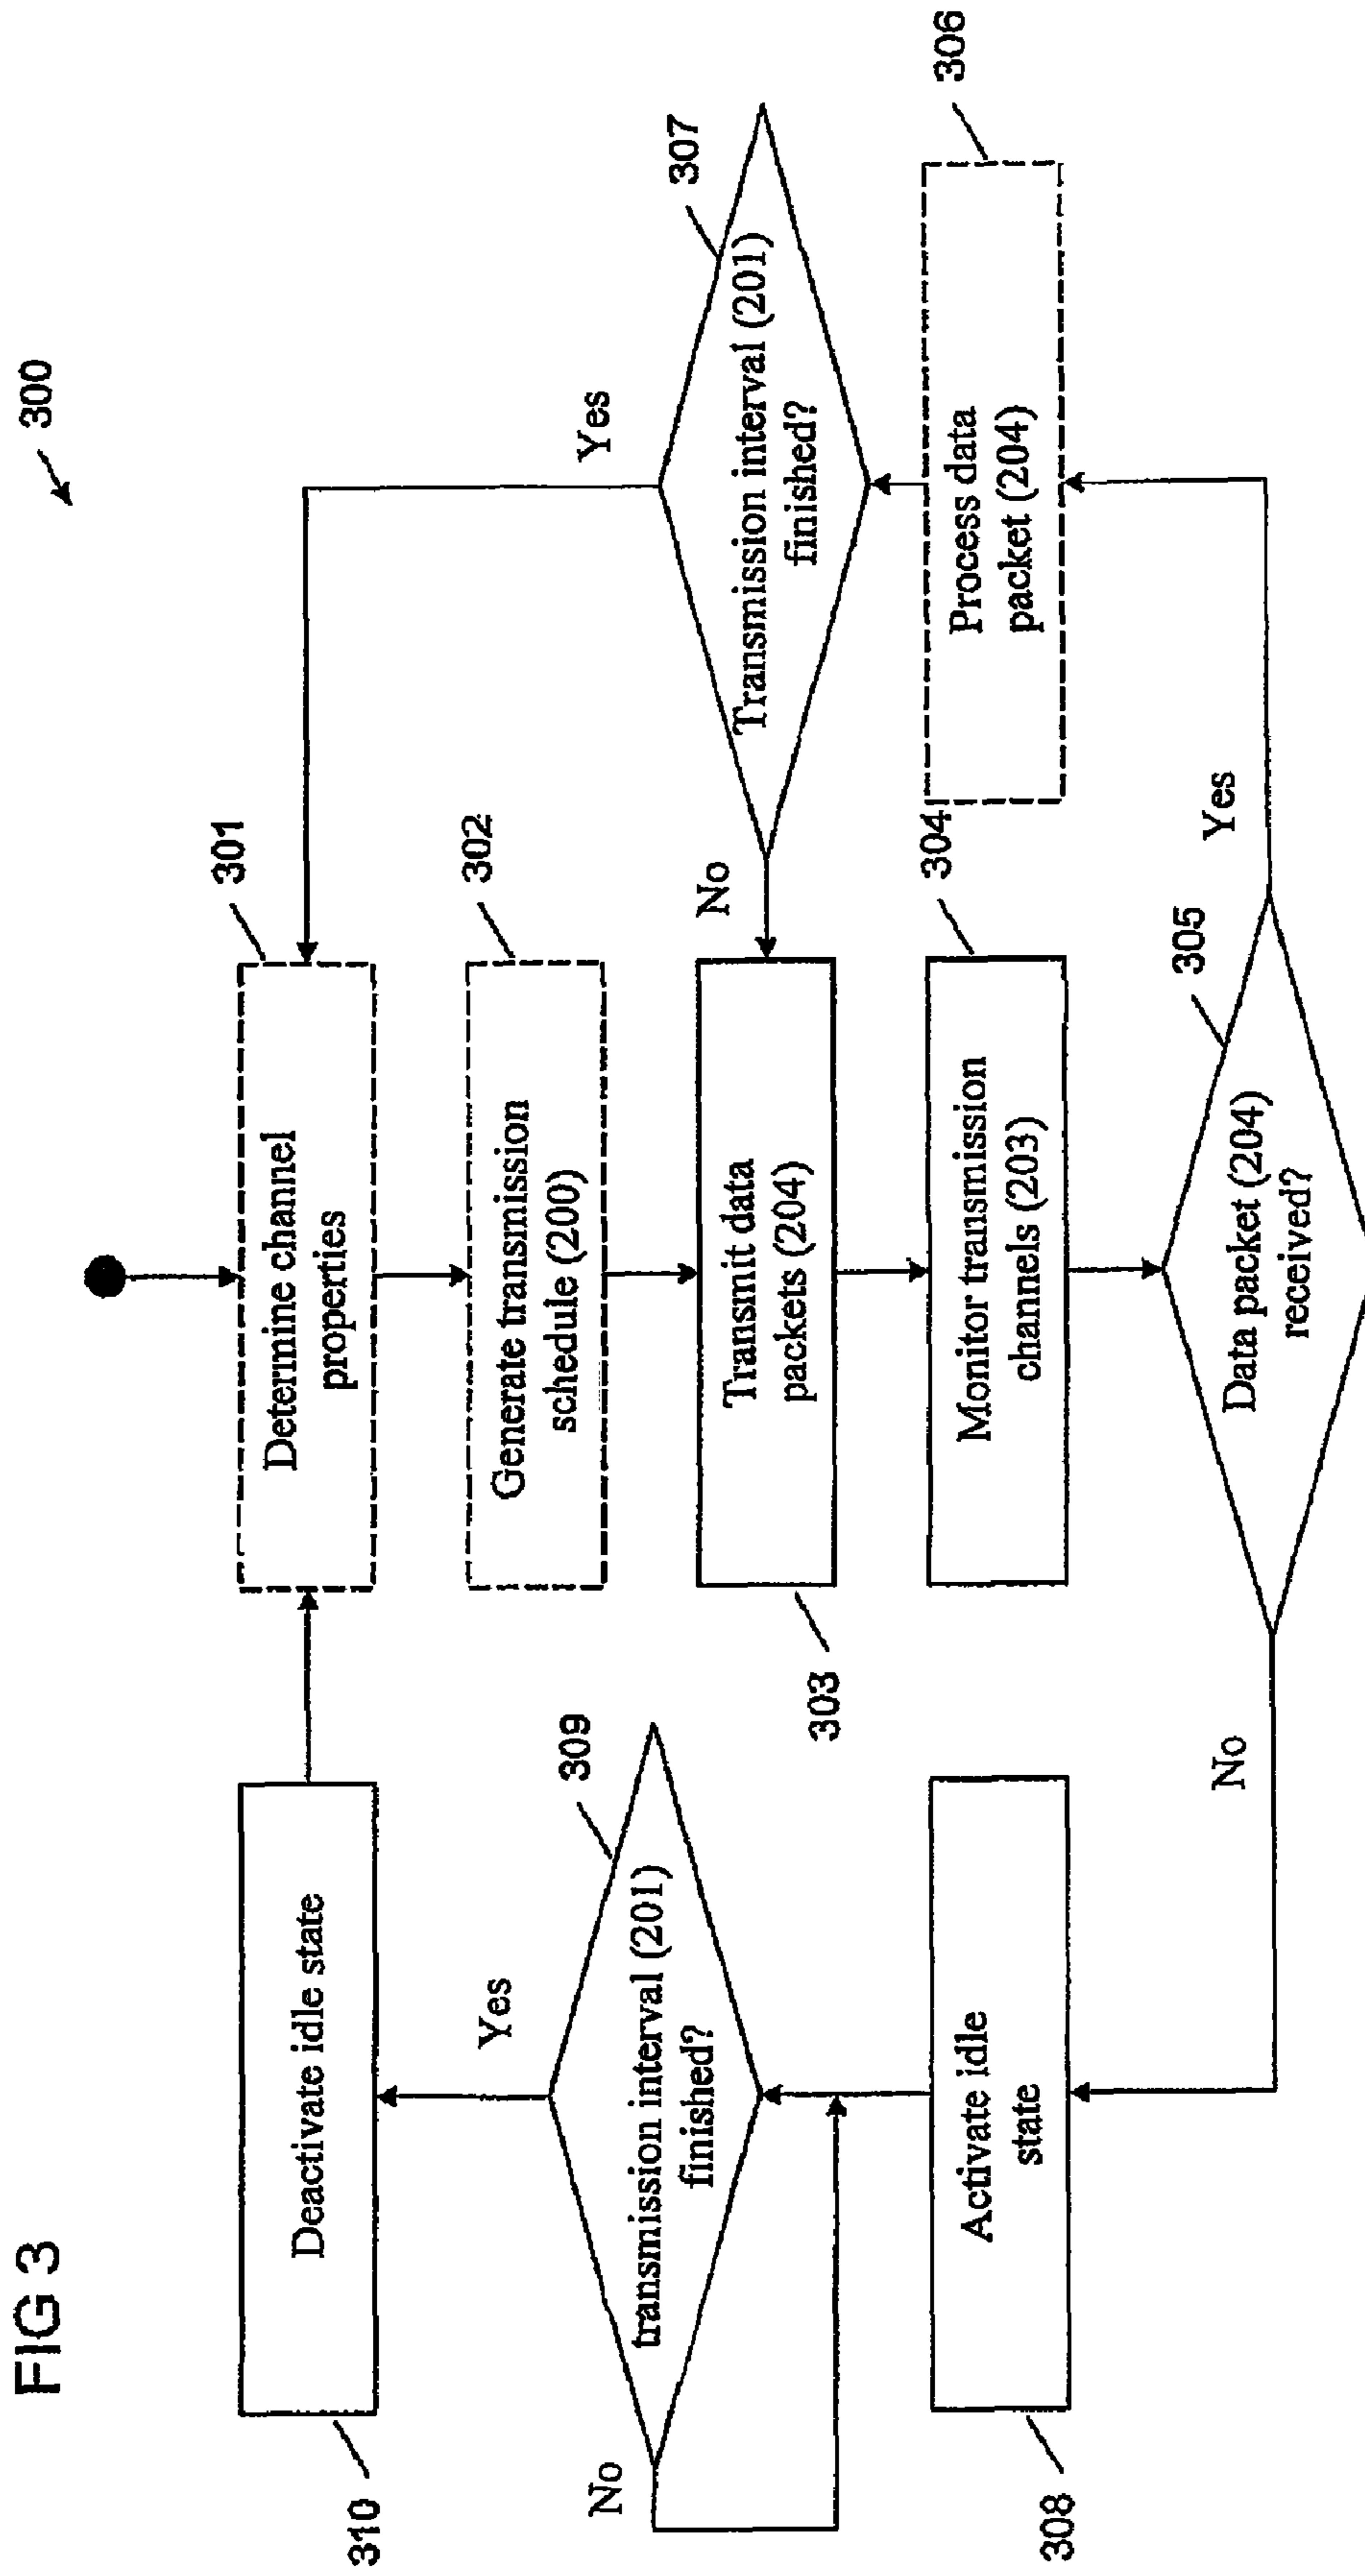 FIG 3
300
301
Determine channel
properties
302
Generate transmission
schedule (200)
303
Transmit data
packets (204)
304
Monitor transmission
channels (203)
305
Data packet (204)
received?
Yes
306
Process data
packet (204)
307
Transmission interval (201)
finished?
Yes
No
No
308
Activate idle
state
309
transmission interval (201)
finished?
No
Yes
310
Deactivate idle state